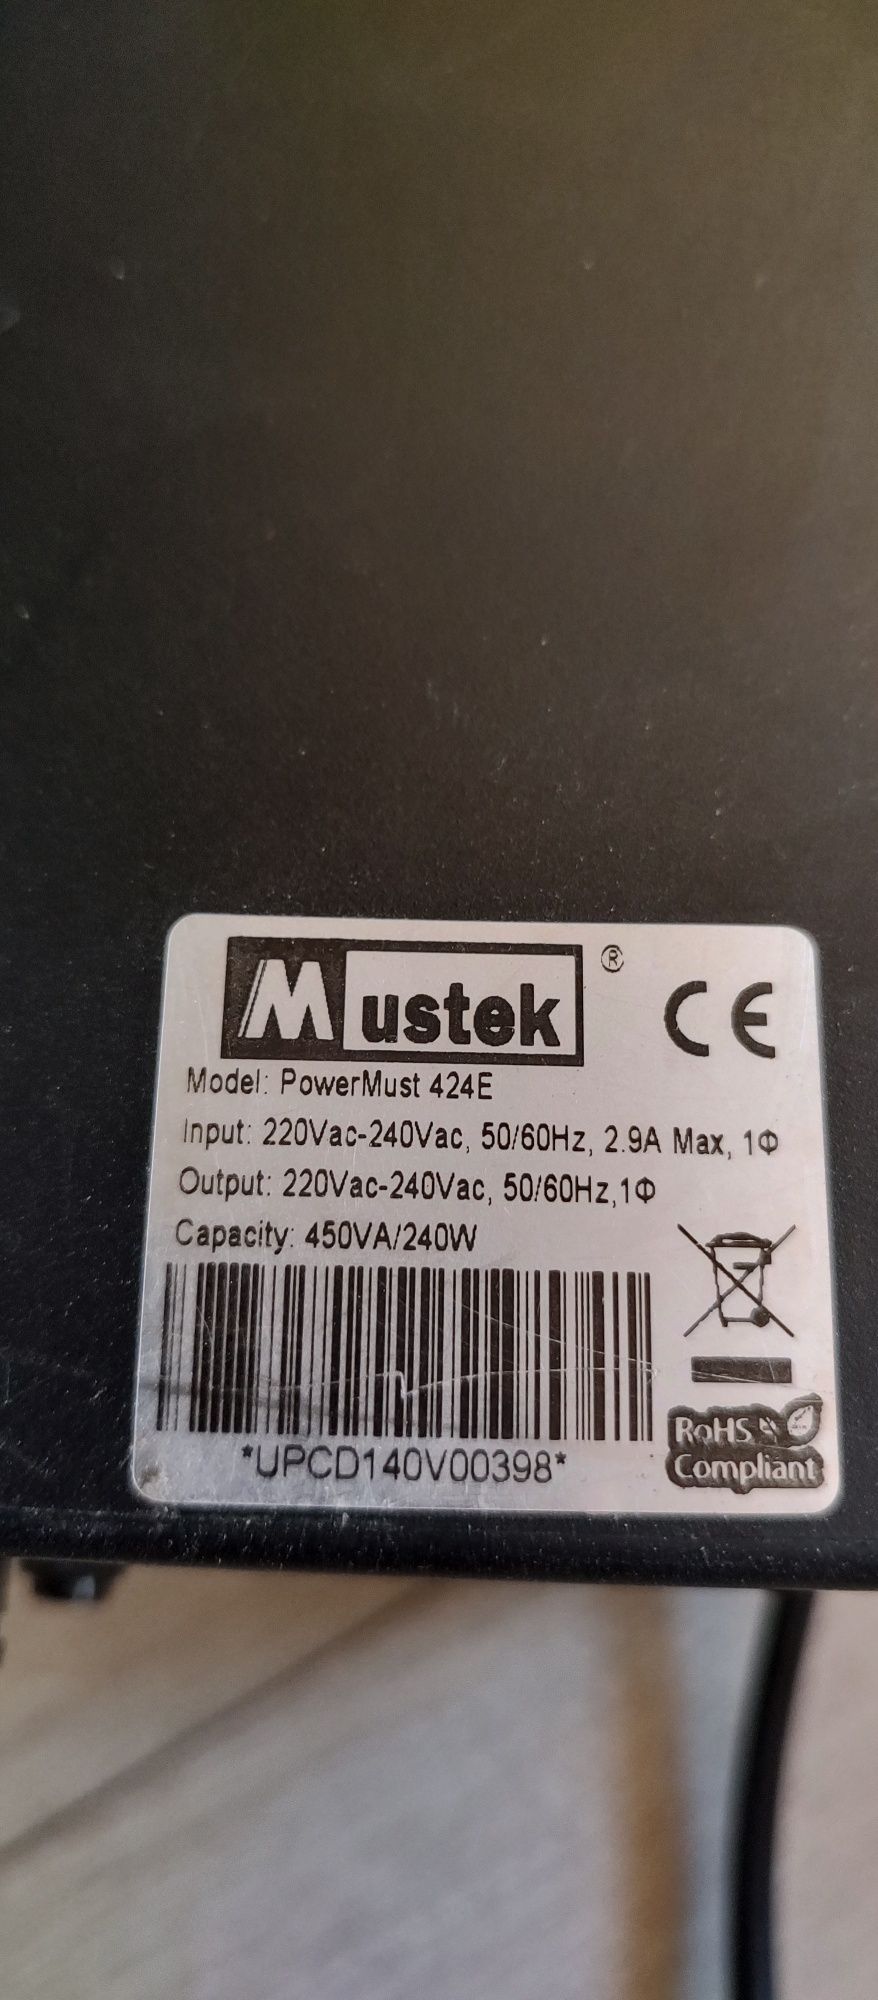 Mustek ®
CE
Model: PowerMust 424E
Input: 220Vac-240Vac, 50/60Hz, 2.9A Max, 1Φ
Output: 220Vac-240Vac, 50/60Hz,1Φ
Capacity: 450VA/240W
*UPCD140V00398*
RoHS
Compliant